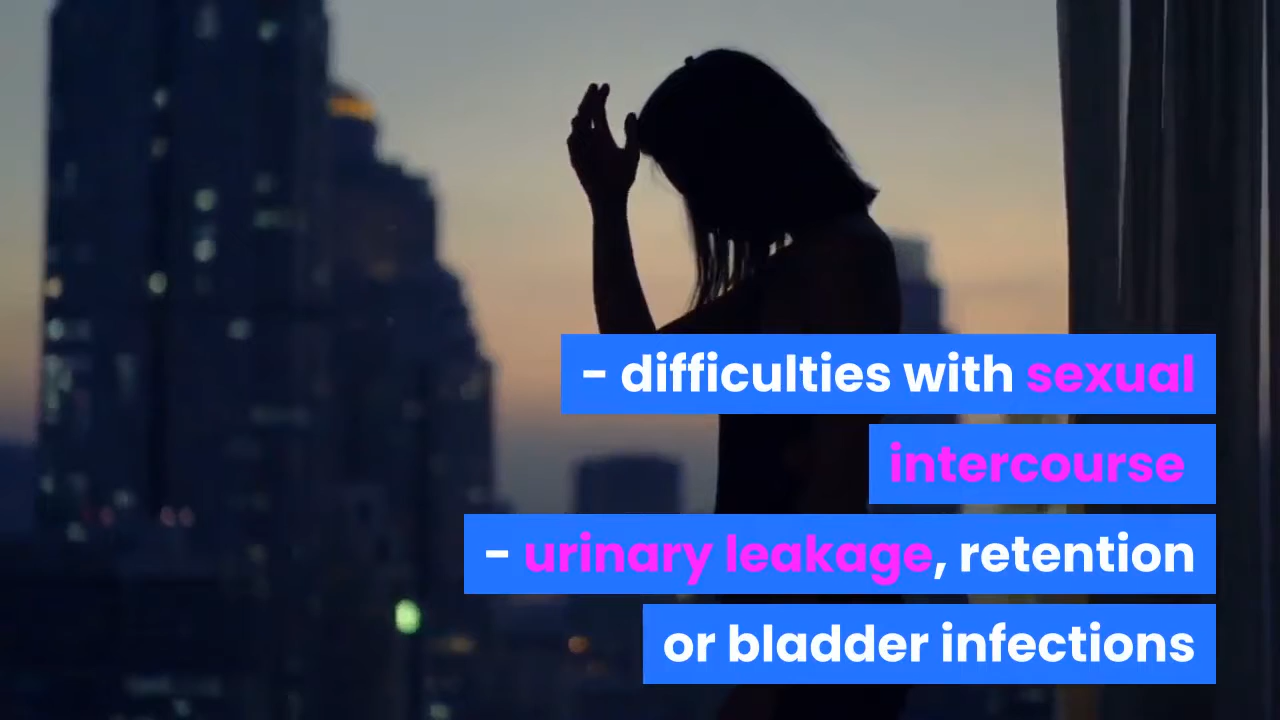 - difficulties with sexual
intercourse
- urinary leakage, retention
or bladder infections